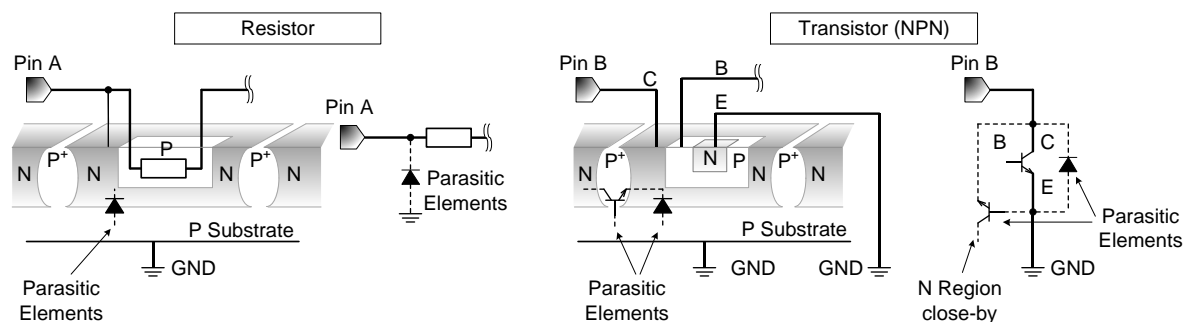 Resistor
Pin A
P
N
P+
N
N
P+
N
P Substrate
GND
Parasitic
Elements
Pin A
Parasitic
Elements
Transistor (NPN)
Pin B
C
B
E
N
P+
N
N
P
N
P+
N
P Substrate
GND
GND
Parasitic
Elements
Pin B
B
C
E
Parasitic
Elements
GND
N Region
close-by